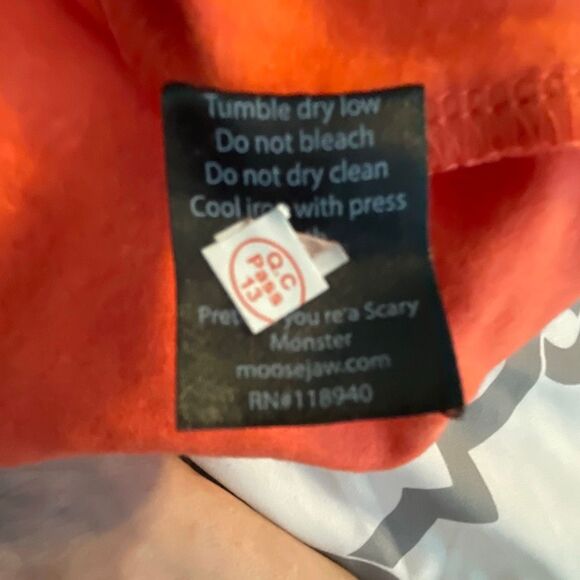 Tumble dry low
Do not bleach
Do not dry clean
Cool iron with press
Q.C
Pass
13
you re'a Scary
Monster
moosejaw.com
RN#118940